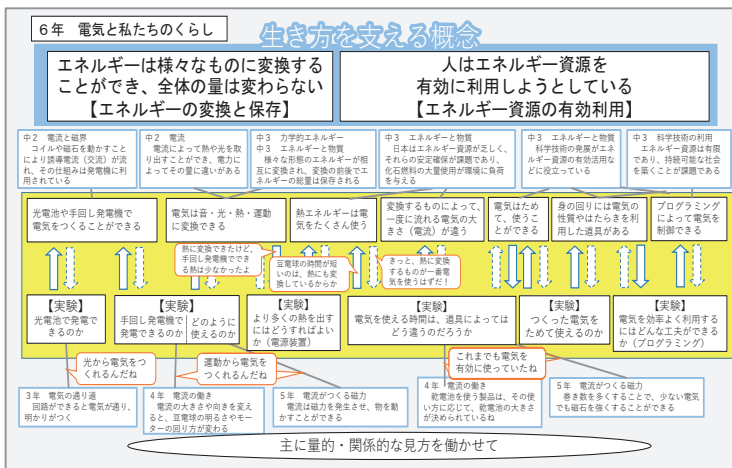 6年 電気と私たちのくらし
生き方を支える概念
エネルギーは様々なものに変換する
ことができ、全体の量は変わらない
【エネルギーの変換と保存】
人はエネルギー資源を
有効に利用しようとしている
【エネルギー資源の有効利用】
中2 電流と磁界
コイルや磁石を動かすこと
により誘導電流（交流）が流
れ、その仕組みは発電機に利
用されている
中2 電流
電流によって熱や光を取
り出すことができ、電力に
よってその量に違いがある
中3 力学的エネルギー
中3 エネルギーと物質
様々な形態のエネルギーが相
互に変換され、変換の前後でエ
ネルギーの総量は保存される
中3 エネルギーと物質
日本はエネルギー資源が乏しく、
それらの安定確保が課題であり、
化石燃料の大量使用が環境に負荷
を与える
中3 エネルギーと物質
科学技術の発展がエ
ネルギー資源の有効活用な
どに役立っている
中3 科学技術の利用
エネルギー資源は有限
であり、持続可能な社会
を築くことが課題である
光電池や手回し発電機で
電気をつくることができる
電気は音・光・熱・運動
に変換できる
熱エネルギーは電
気をたくさん使う
変換するものによって、
一度に流れる電気の大
きさ（電流）が違う
電気はため
て、使うこ
とができる
身の回りには電気の
性質やはたらきを利
用した道具がある
プログラミング
によって電気を
制御できる
熱に変換できたけど、
手回し発電機ででき
る熱は少なかったよ
豆電球の時間が短
いのは、熱にも変
換しているからか
きっと、熱に変換
するものが一番電
気を使うはずだ！
【実験】
光電池で発電で
きるのか
【実験】
手回し発電機で
発電できるのか
どのように
使えるのか
【実験】
より多くの熱を出す
にはどうすればよい
か（電源装置）
【実験】
電気を使える時間は、道具によっては
どう違うのだろうか
【実験】
つくった電気を
ためて使えるのか
【実験】
電気を効率よく利用する
にはどんな工夫ができる
か（プログラミング）
光から電気をつ
くれるんだね
運動から電気を
つくれるんだね
これまでも電気を
有効に使っていたね
3年 電気の通り道
回路ができると電気が通り、
明かりがつく
4年 電流の働き
電流の大きさや向きを変え
ると、豆電球の明るさやモー
ターの回り方が変わる
5年 電流がつくる磁力
電流は磁力を発生させ、物を動
かすことができる
4年 電流の働き
乾電池を使う製品は、その使
い方に応じて、乾電池の大きさ
が決められているね
5年 電流がつくる磁力
巻き数を多くすることで、少ない電気
でも磁石を強くすることができる
主に量的・関係的な見方を働かせて